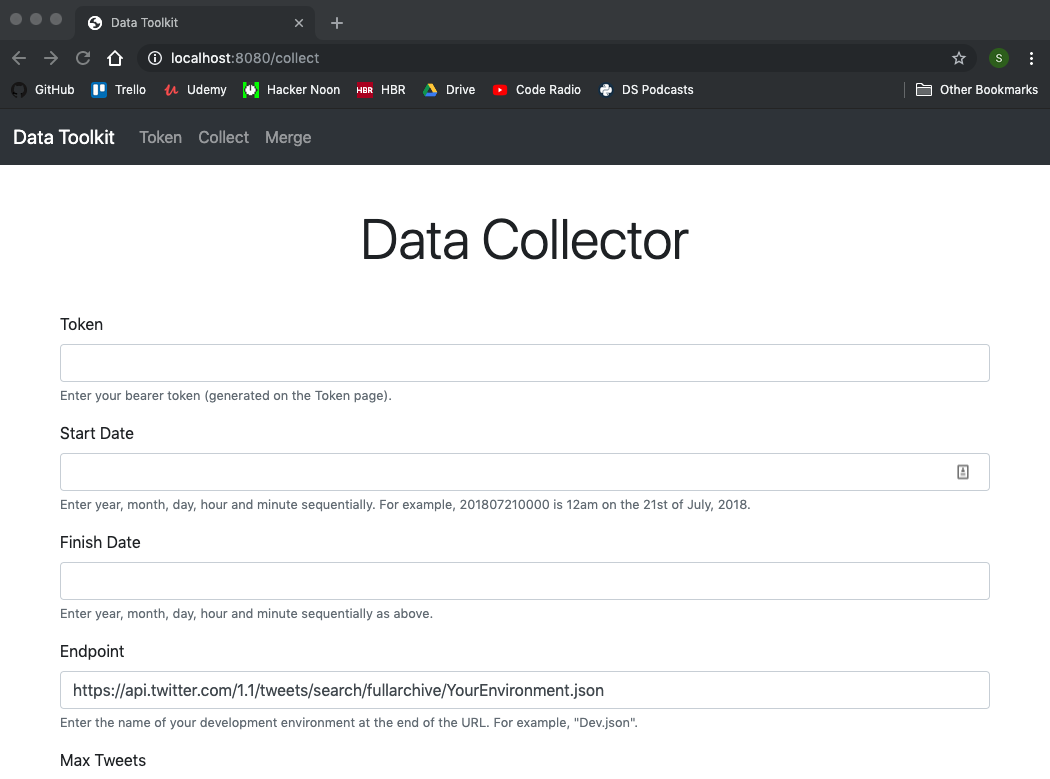 Data Toolkit
localhost:8080/collect
S
GitHub Trello Udemy Hacker Noon HBR HBR Drive Code Radio DS Podcasts Other Bookmarks
Data Toolkit Token Collect Merge
Data Collector
Token
Enter your bearer token (generated on the Token page).
Start Date
Enter year, month, day, hour and minute sequentially. For example, 201807210000 is 12am on the 21st of July, 2018.
Finish Date
Enter year, month, day, hour and minute sequentially as above.
Endpoint
https://api.twitter.com/1.1/tweets/search/fullarchive/YourEnvironment.json
Enter the name of your development environment at the end of the URL. For example, "Dev.json".
Max Tweets